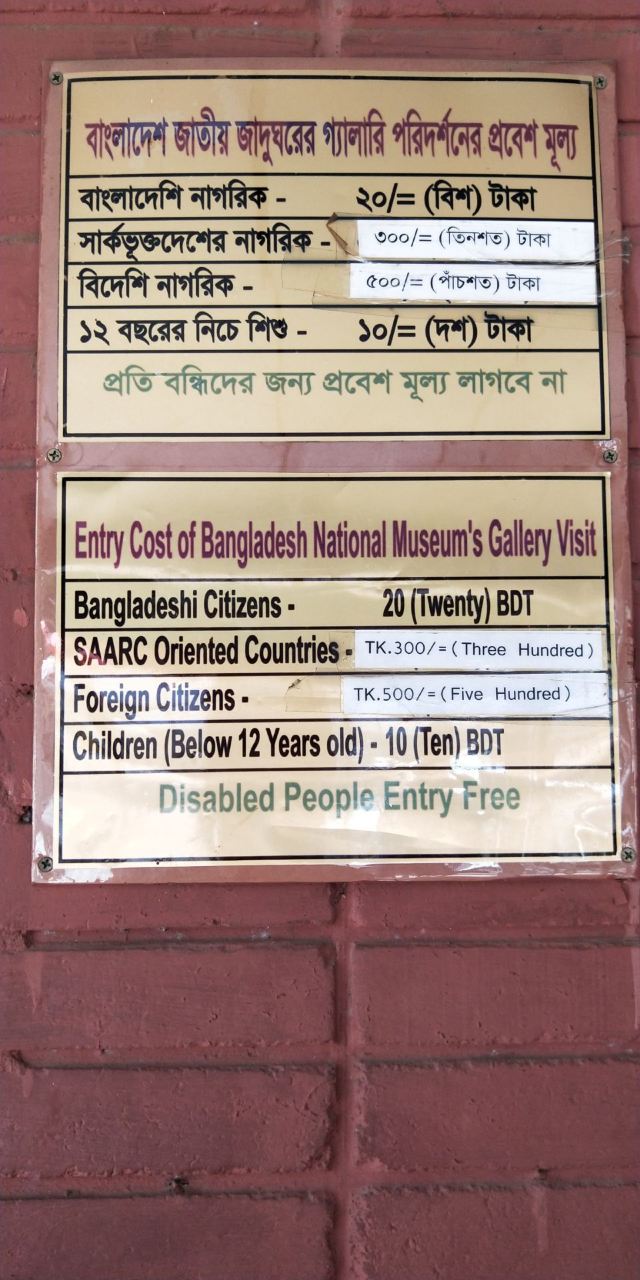 বাংলাদেশ জাতীয় জাদুঘরের গ্যালারি পরিদর্শনের প্রবেশ মূল্য
বাংলাদেশি নাগরিক - ২০/= (বিশ) টাকা
সার্কভূক্তদেশের নাগরিক - ৩০০/= (তিনশত) টাকা
বিদেশি নাগরিক - ৫০০/= (পাঁচশত) টাকা
১২ বছরের নিচে শিশু - ১০/= (দশ) টাকা
প্রতি বন্ধিদের জন্য প্রবেশ মূল্য লাগবে না
Entry Cost of Bangladesh National Museum's Gallery Visit
Bangladeshi Citizens - 20 (Twenty) BDT
SAARC Oriented Countries - TK.300/=(Three Hundred)
Foreign Citizens - TK.500/=(Five Hundred)
Children (Below 12 Years old) - 10 (Ten) BDT
Disabled People Entry Free